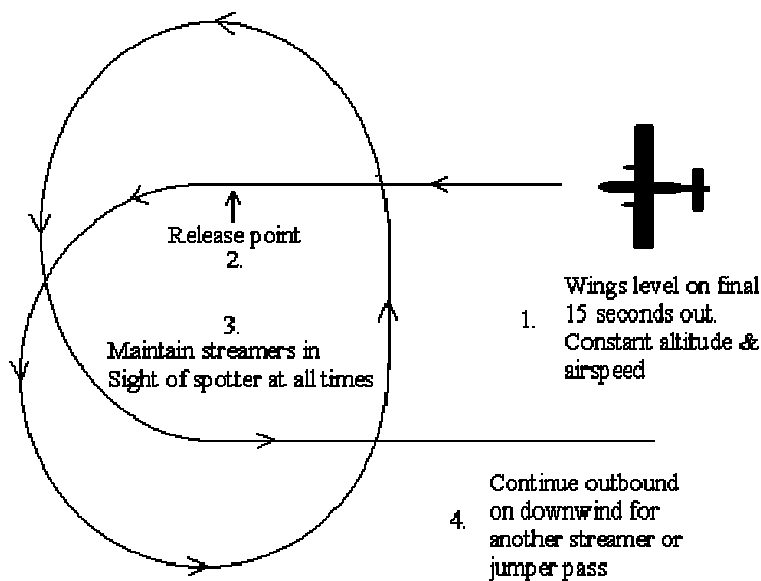 1.
Wings level on final
15 seconds out.
Constant altitude &
airspeed
Release point
2.
3.
Maintain streamers in
Sight of spotter at all times
4.
Continue outbound
on downwind for
another streamer or
jumper pass